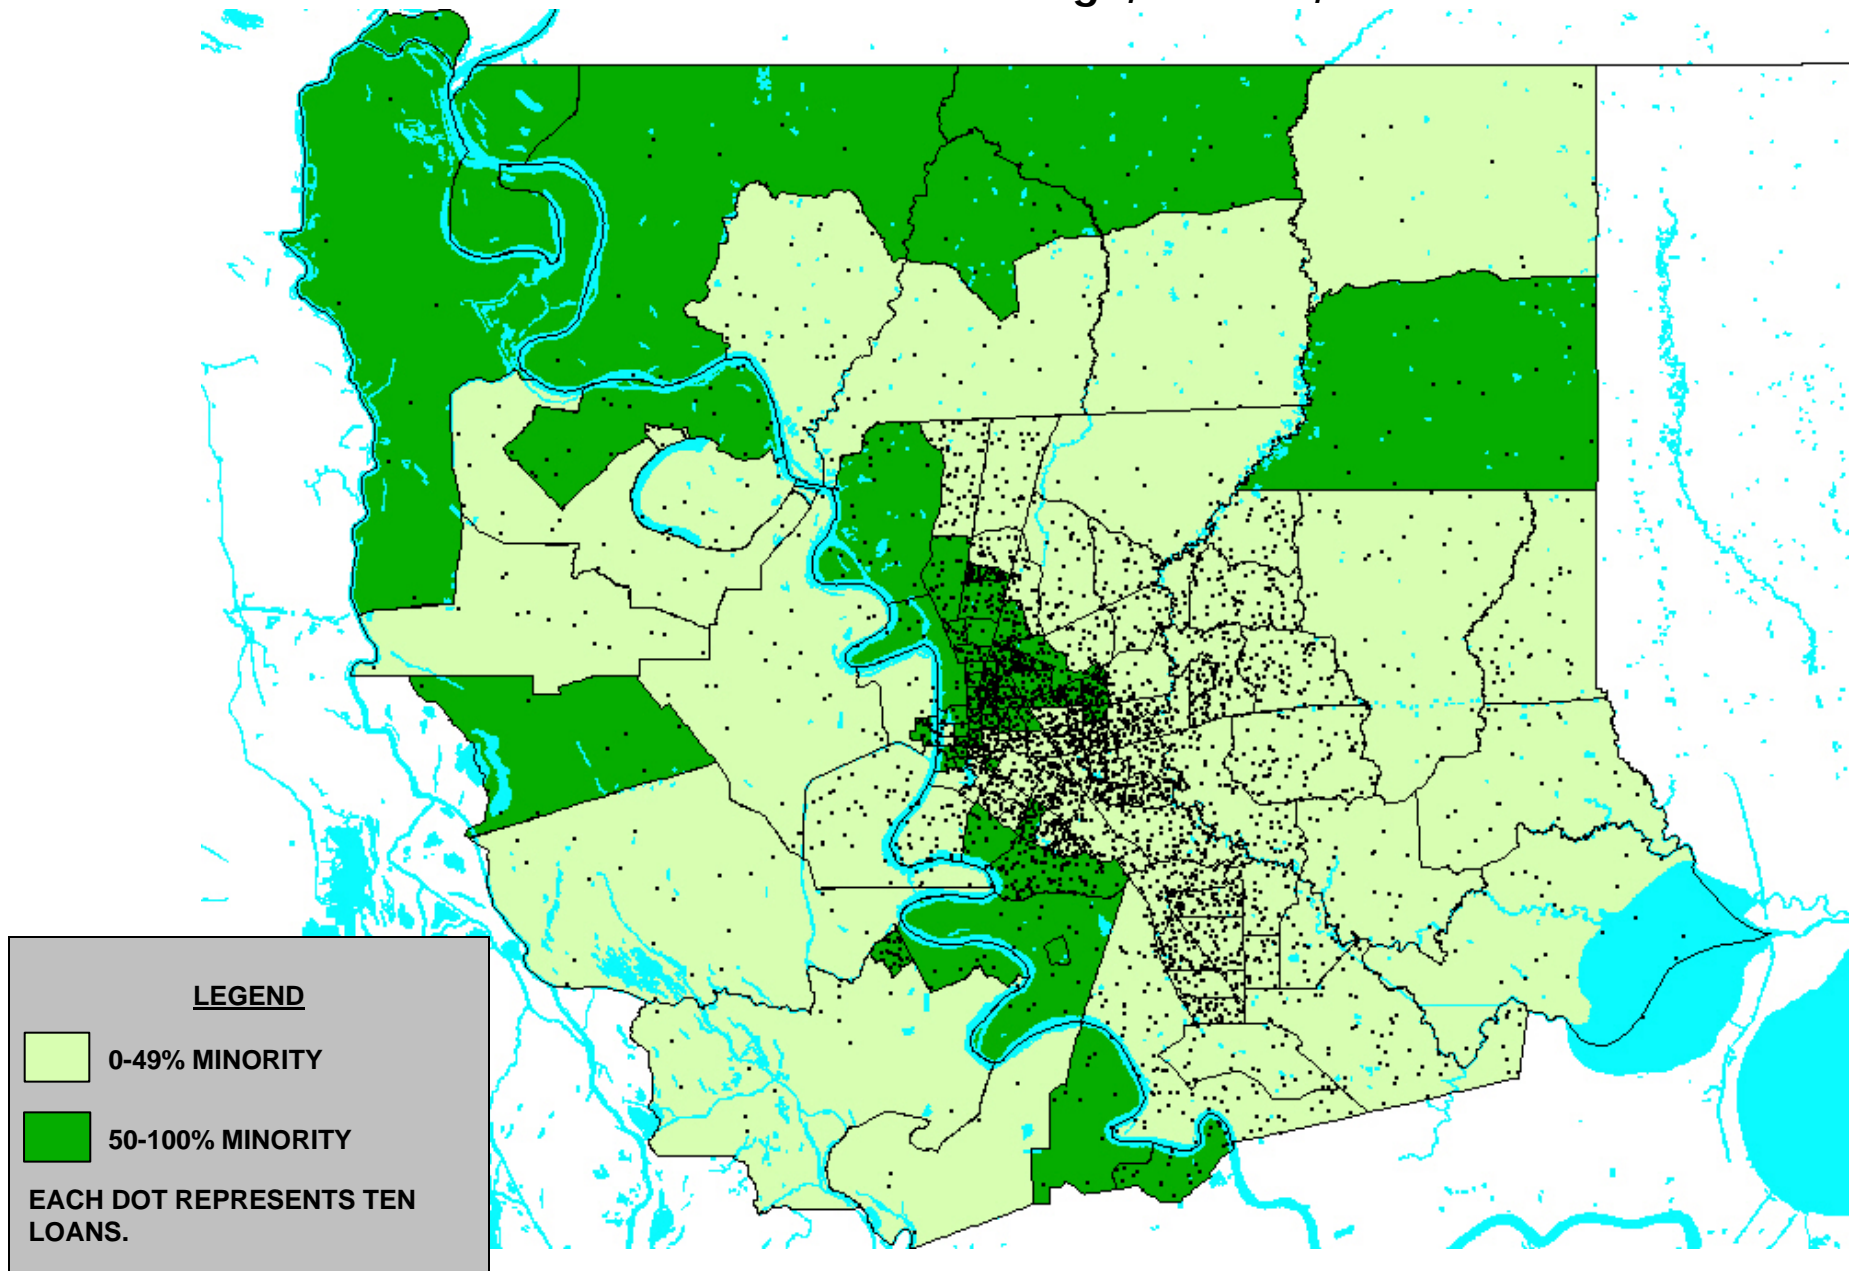 LEGEND
0-49% MINORITY
50-100% MINORITY
EACH DOT REPRESENTS TEN
LOANS.